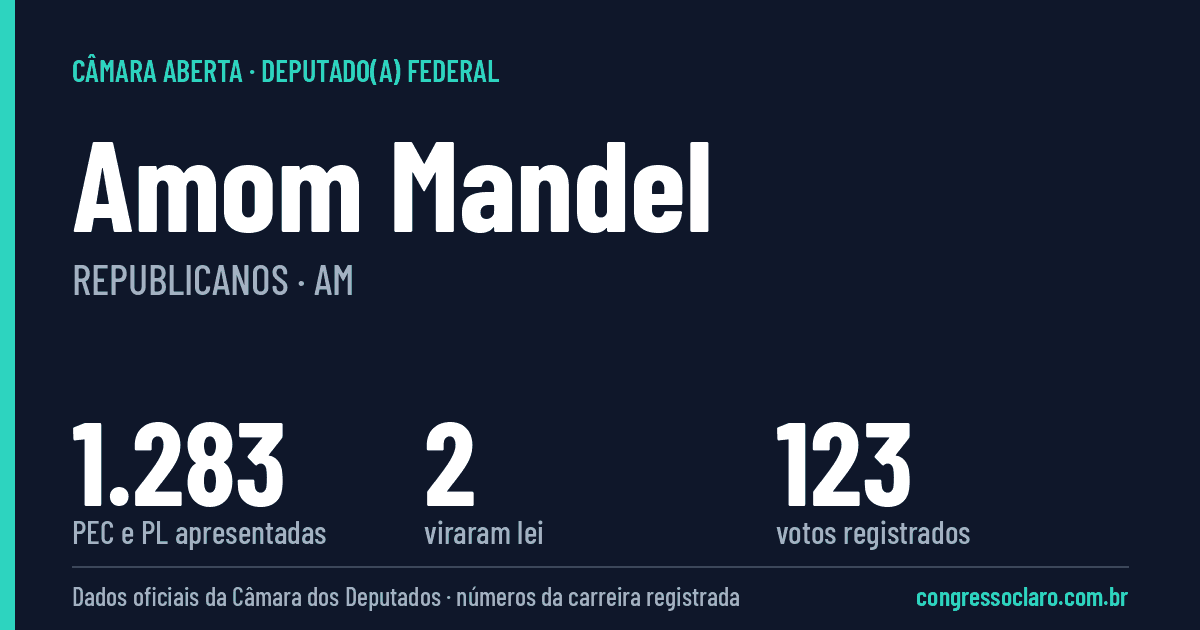 CÂMARA ABERTA · DEPUTADO(A) FEDERAL
Amom Mandel
REPUBLICANOS · AM
1.283 2 123
PEC e PL apresentadas viraram lei votos registrados
Dados oficiais da Câmara dos Deputados · números da carreira registrada congressoclaro.com.br